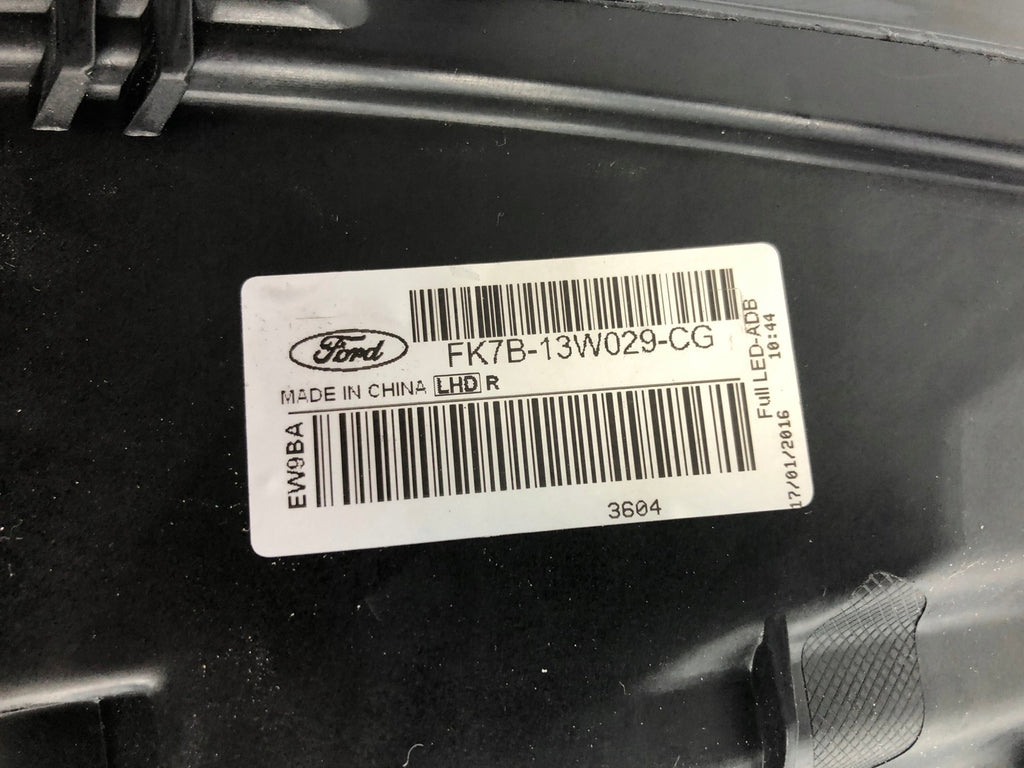 Ford
FK7B-13W029-CG
MADE IN CHINA LHD R
EW9BA
3604
Full LED-ADB
17/01/2016 10:44